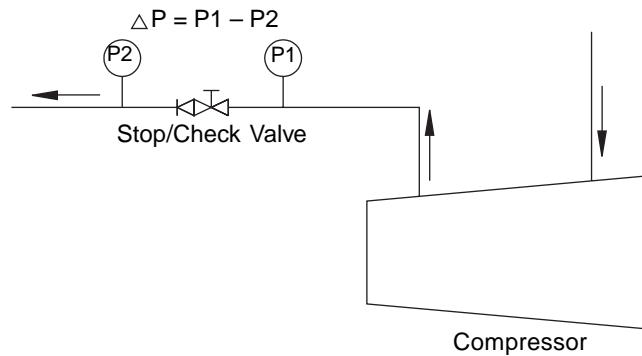 △P = P1 – P2
P2
P1
Stop/Check Valve
Compressor